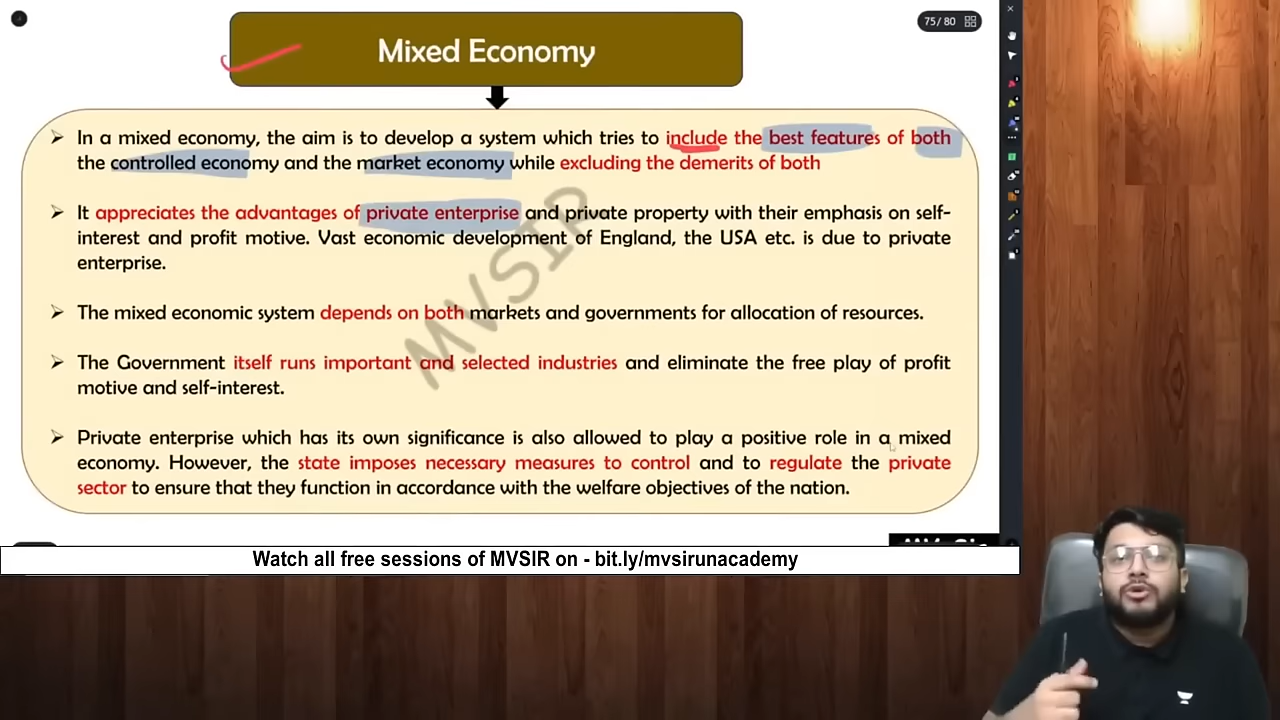 75/ 80
Mixed Economy
➤ In a mixed economy, the aim is to develop a system which tries to include the best features of both
the controlled economy and the market economy while excluding the demerits of both
➤ It appreciates the advantages of private enterprise and private property with their emphasis on self-
interest and profit motive. Vast economic development of England, the USA etc. is due to private
enterprise.
➤ The mixed economic system depends on both markets and governments for allocation of resources.
➤ The Government itself runs important and selected industries and eliminate the free play of profit
motive and self-interest.
➤ Private enterprise which has its own significance is also allowed to play a positive role in a mixed
economy. However, the state imposes necessary measures to control and to regulate the private
sector to ensure that they function in accordance with the welfare objectives of the nation.
MVSIR
Watch all free sessions of MVSIR on - bit.ly/mvsirunacademy